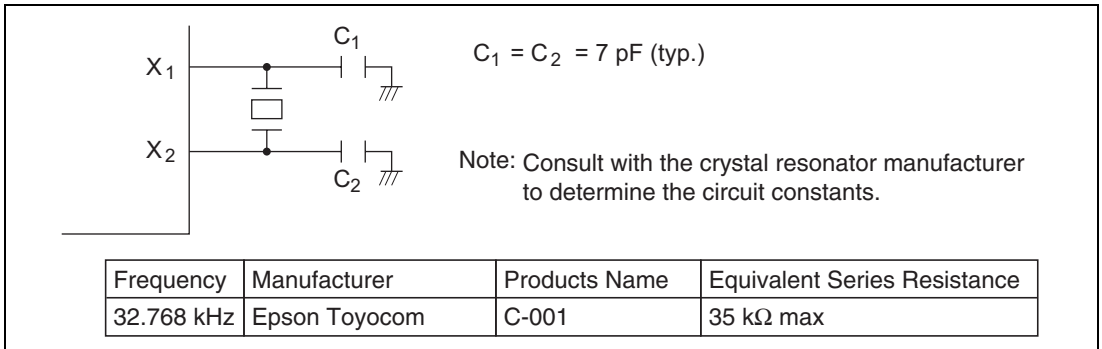 C1
X1
C1 = C2 = 7 pF (typ.)
X2
C2
Note: Consult with the crystal resonator manufacturer
to determine the circuit constants.
Frequency Manufacturer Products Name Equivalent Series Resistance
32.768 kHz Epson Toyocom C-001 35 kΩ max